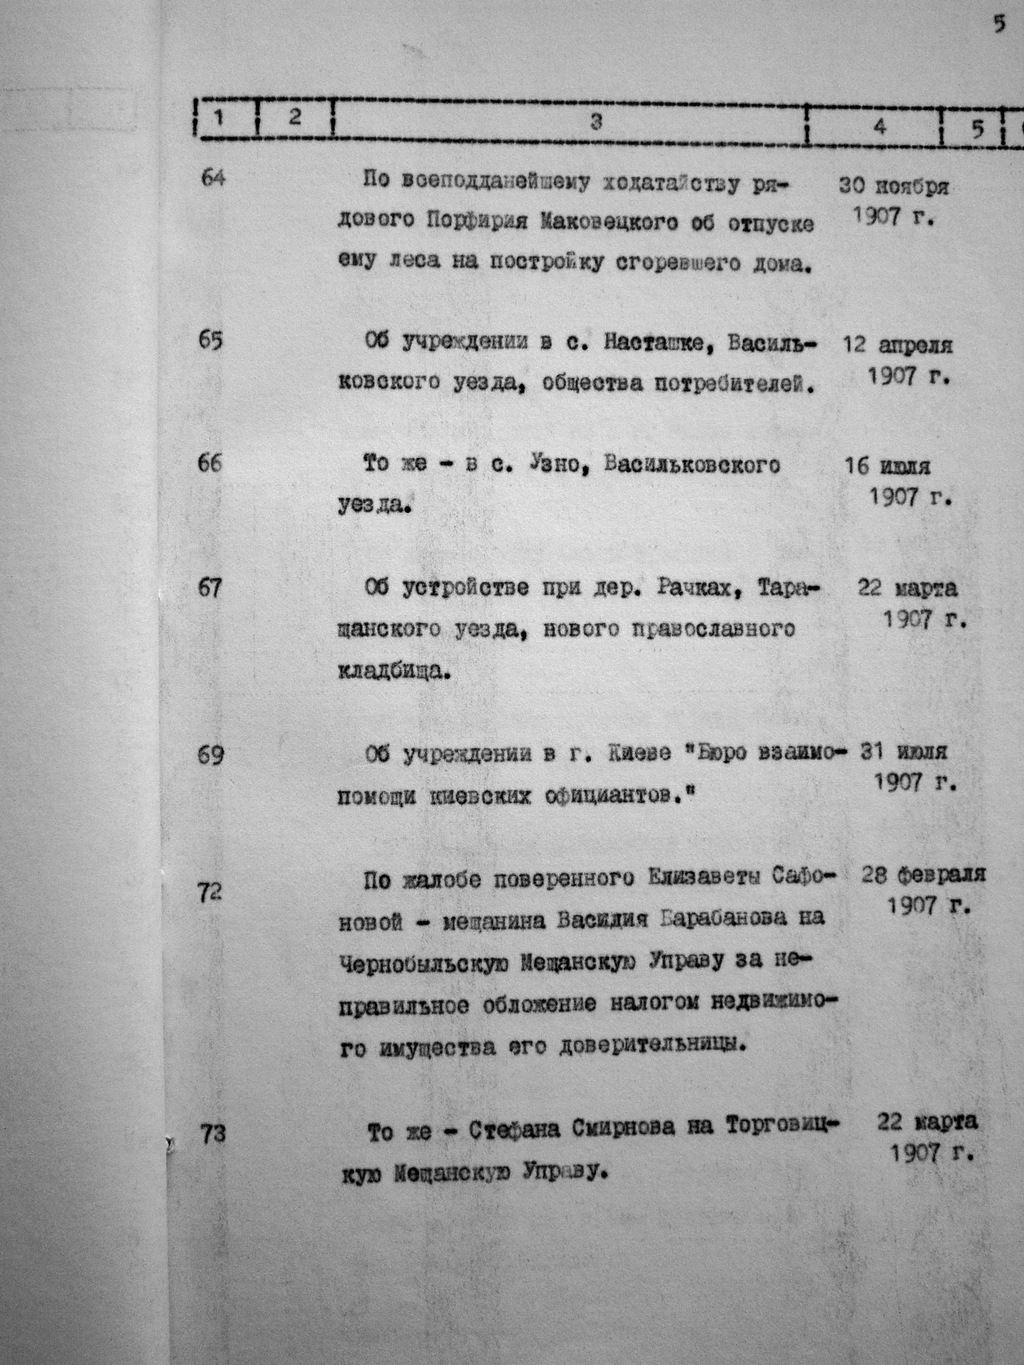 5
1 2 3 4 5
64 По всеподданейшему ходатайству ря- 30 ноября
дового Порфирия Маковецкого об отпуске 1907 г.
ему леса на постройку сгоревшего дома.
65 Об учреждении в с. Насташке, Василь- 12 апреля
ковского уезда, общества потребителей. 1907 г.
66 То же - в с. Узно, Васильковского 16 июля
уезда. 1907 г.
67 Об устройстве при дер. Рачках, Тара- 22 марта
щанского уезда, нового православного 1907 г.
кладбища.
69 Об учреждении в г. Киеве "Бюро взаимо- 31 июля
помощи киевских официантов." 1907 г.
72 По жалобе поверенного Елизаветы Сафо- 28 февраля
новой - мещанина Василия Барабанова на 1907 г.
Чернобыльскую Мещанскую Управу за не-
правильное обложение налогом недвижимо-
го имущества его доверительницы.
73 То же - Стефана Смирнова на Торговиц- 22 марта
кую Мещанскую Управу. 1907 г.